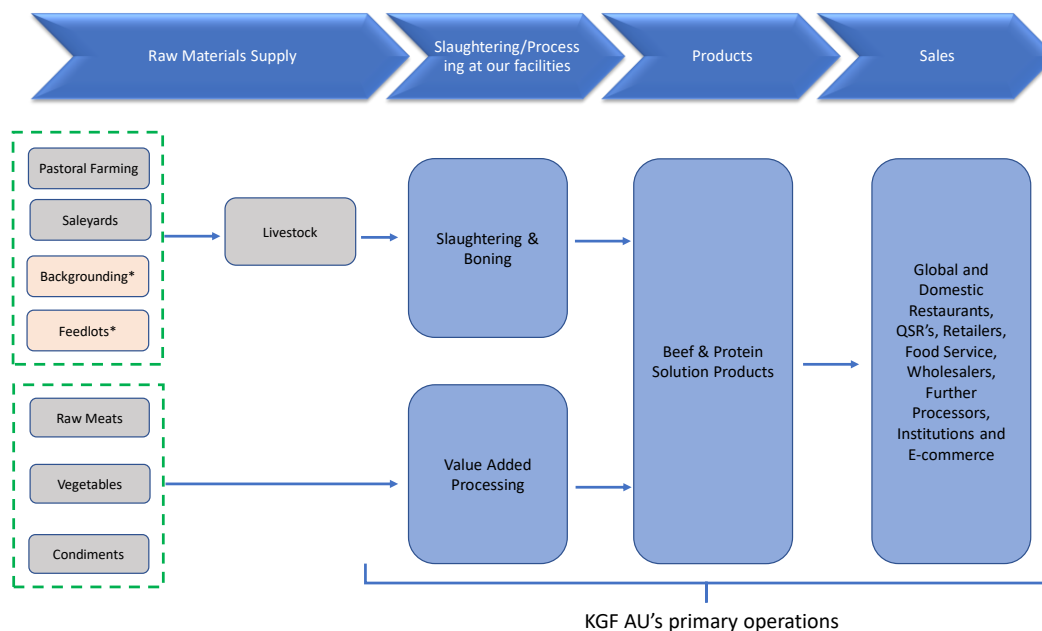 Raw Materials Supply
Slaughtering/Process
ing at our facilities
Products
Sales
Pastoral Farming
Saleyards
Backgrounding*
Feedlots*
Livestock
Slaughtering &
Boning
Raw Meats
Vegetables
Condiments
Value Added
Processing
Beef & Protein
Solution Products
Global and
Domestic
Restaurants,
QSR's, Retailers,
Food Service,
Wholesalers,
Further
Processors,
Institutions and
E-commerce
KGF AU's primary operations